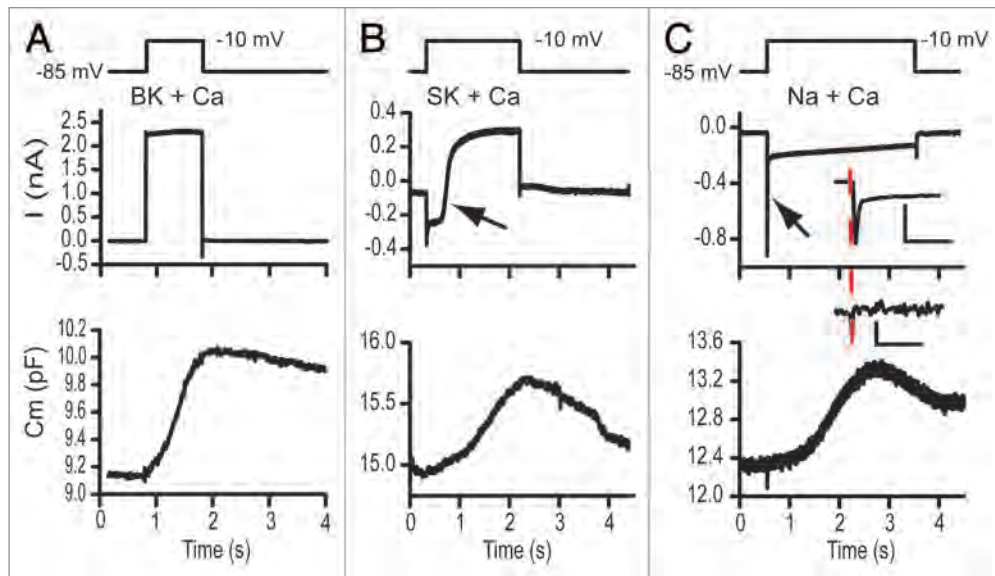 A
-10 mV
-85 mV
BK + Ca
I (nA)
2.5
2.0
1.5
1.0
0.5
0.0
-0.5
Cm (pF)
10.2
10.0
9.8
9.6
9.4
9.2
9.0
0 1 2 3 4
Time (s)
B
-10 mV
SK + Ca
0.4
0.2
0.0
-0.2
-0.4
16.0
15.5
15.0
0 1 2 3 4
Time (s)
C
-10 mV
-85 mV
Na + Ca
0.0
-0.4
-0.8
13.6
13.2
12.8
12.4
12.0
0 1 2 3 4
Time (s)